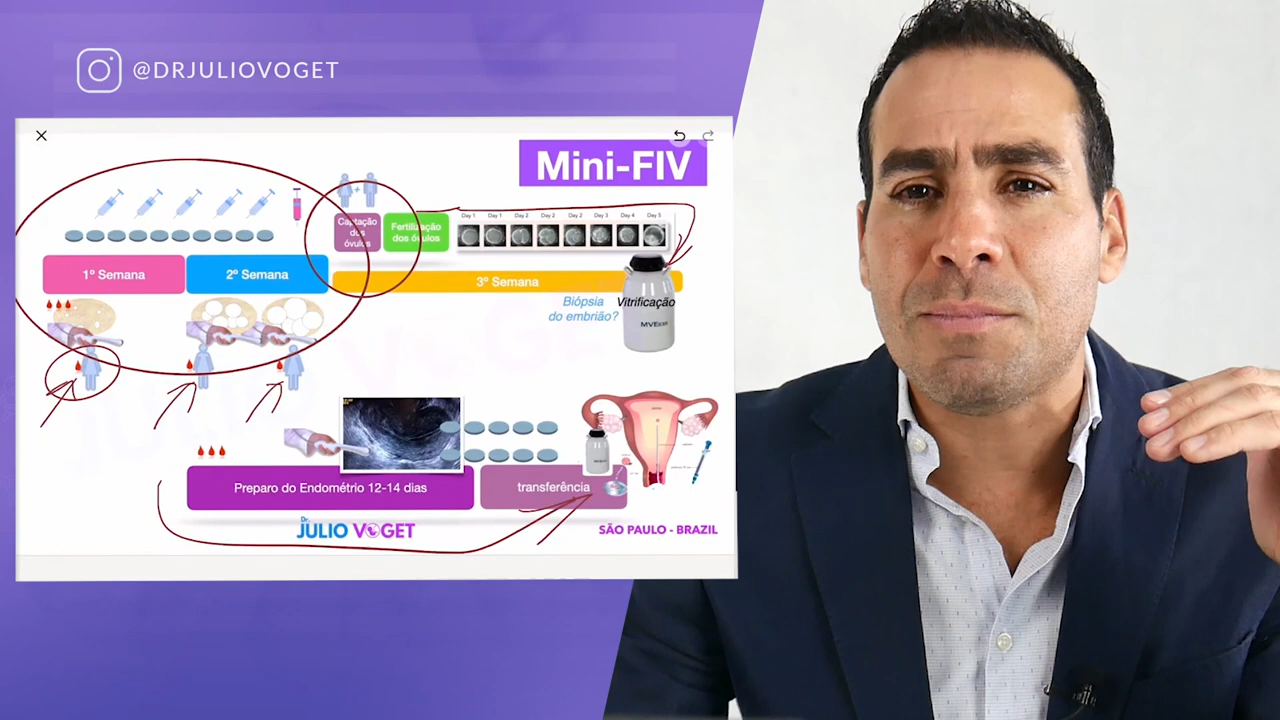 @DRJULIOVOGET
Mini-FIV
Captação
dos
óvulos
Fertilização
dos óvulos
Day 1 Day 1 Day 2 Day 2 Day 2 Day 3 Day 4 Day 5
1º Semana
2º Semana
3º Semana
Biópsia
do embrião?
Vitrificação
MVE
Preparo do Endométrio 12-14 dias
transferência
Dr.
JULIO VOGET
SÃO PAULO - BRAZIL